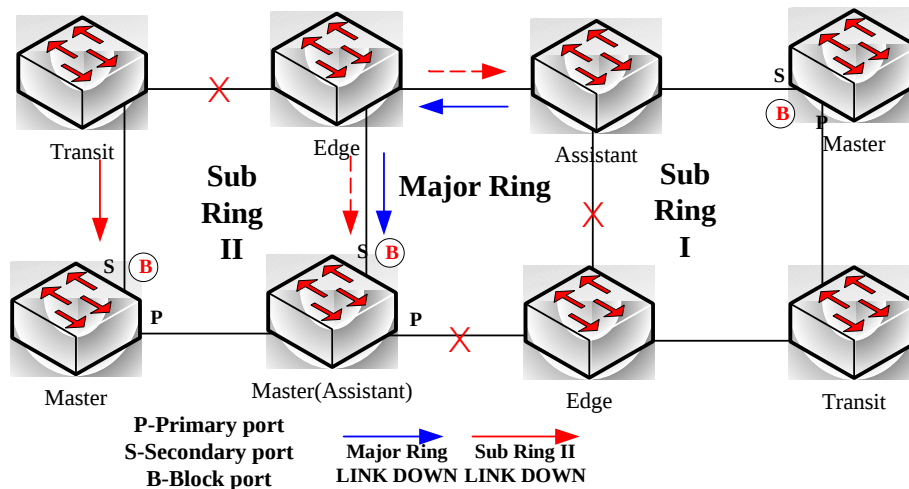 S
B
P
Transit
Edge
Assistant
Master
Sub
Ring
II
Major Ring
Sub
Ring
I
S
B
S
B
P
P
Master
Master(Assistant)
Edge
Transit
P-Primary port
S-Secondary port
B-Block port
Major Ring
LINK DOWN
Sub Ring II
LINK DOWN